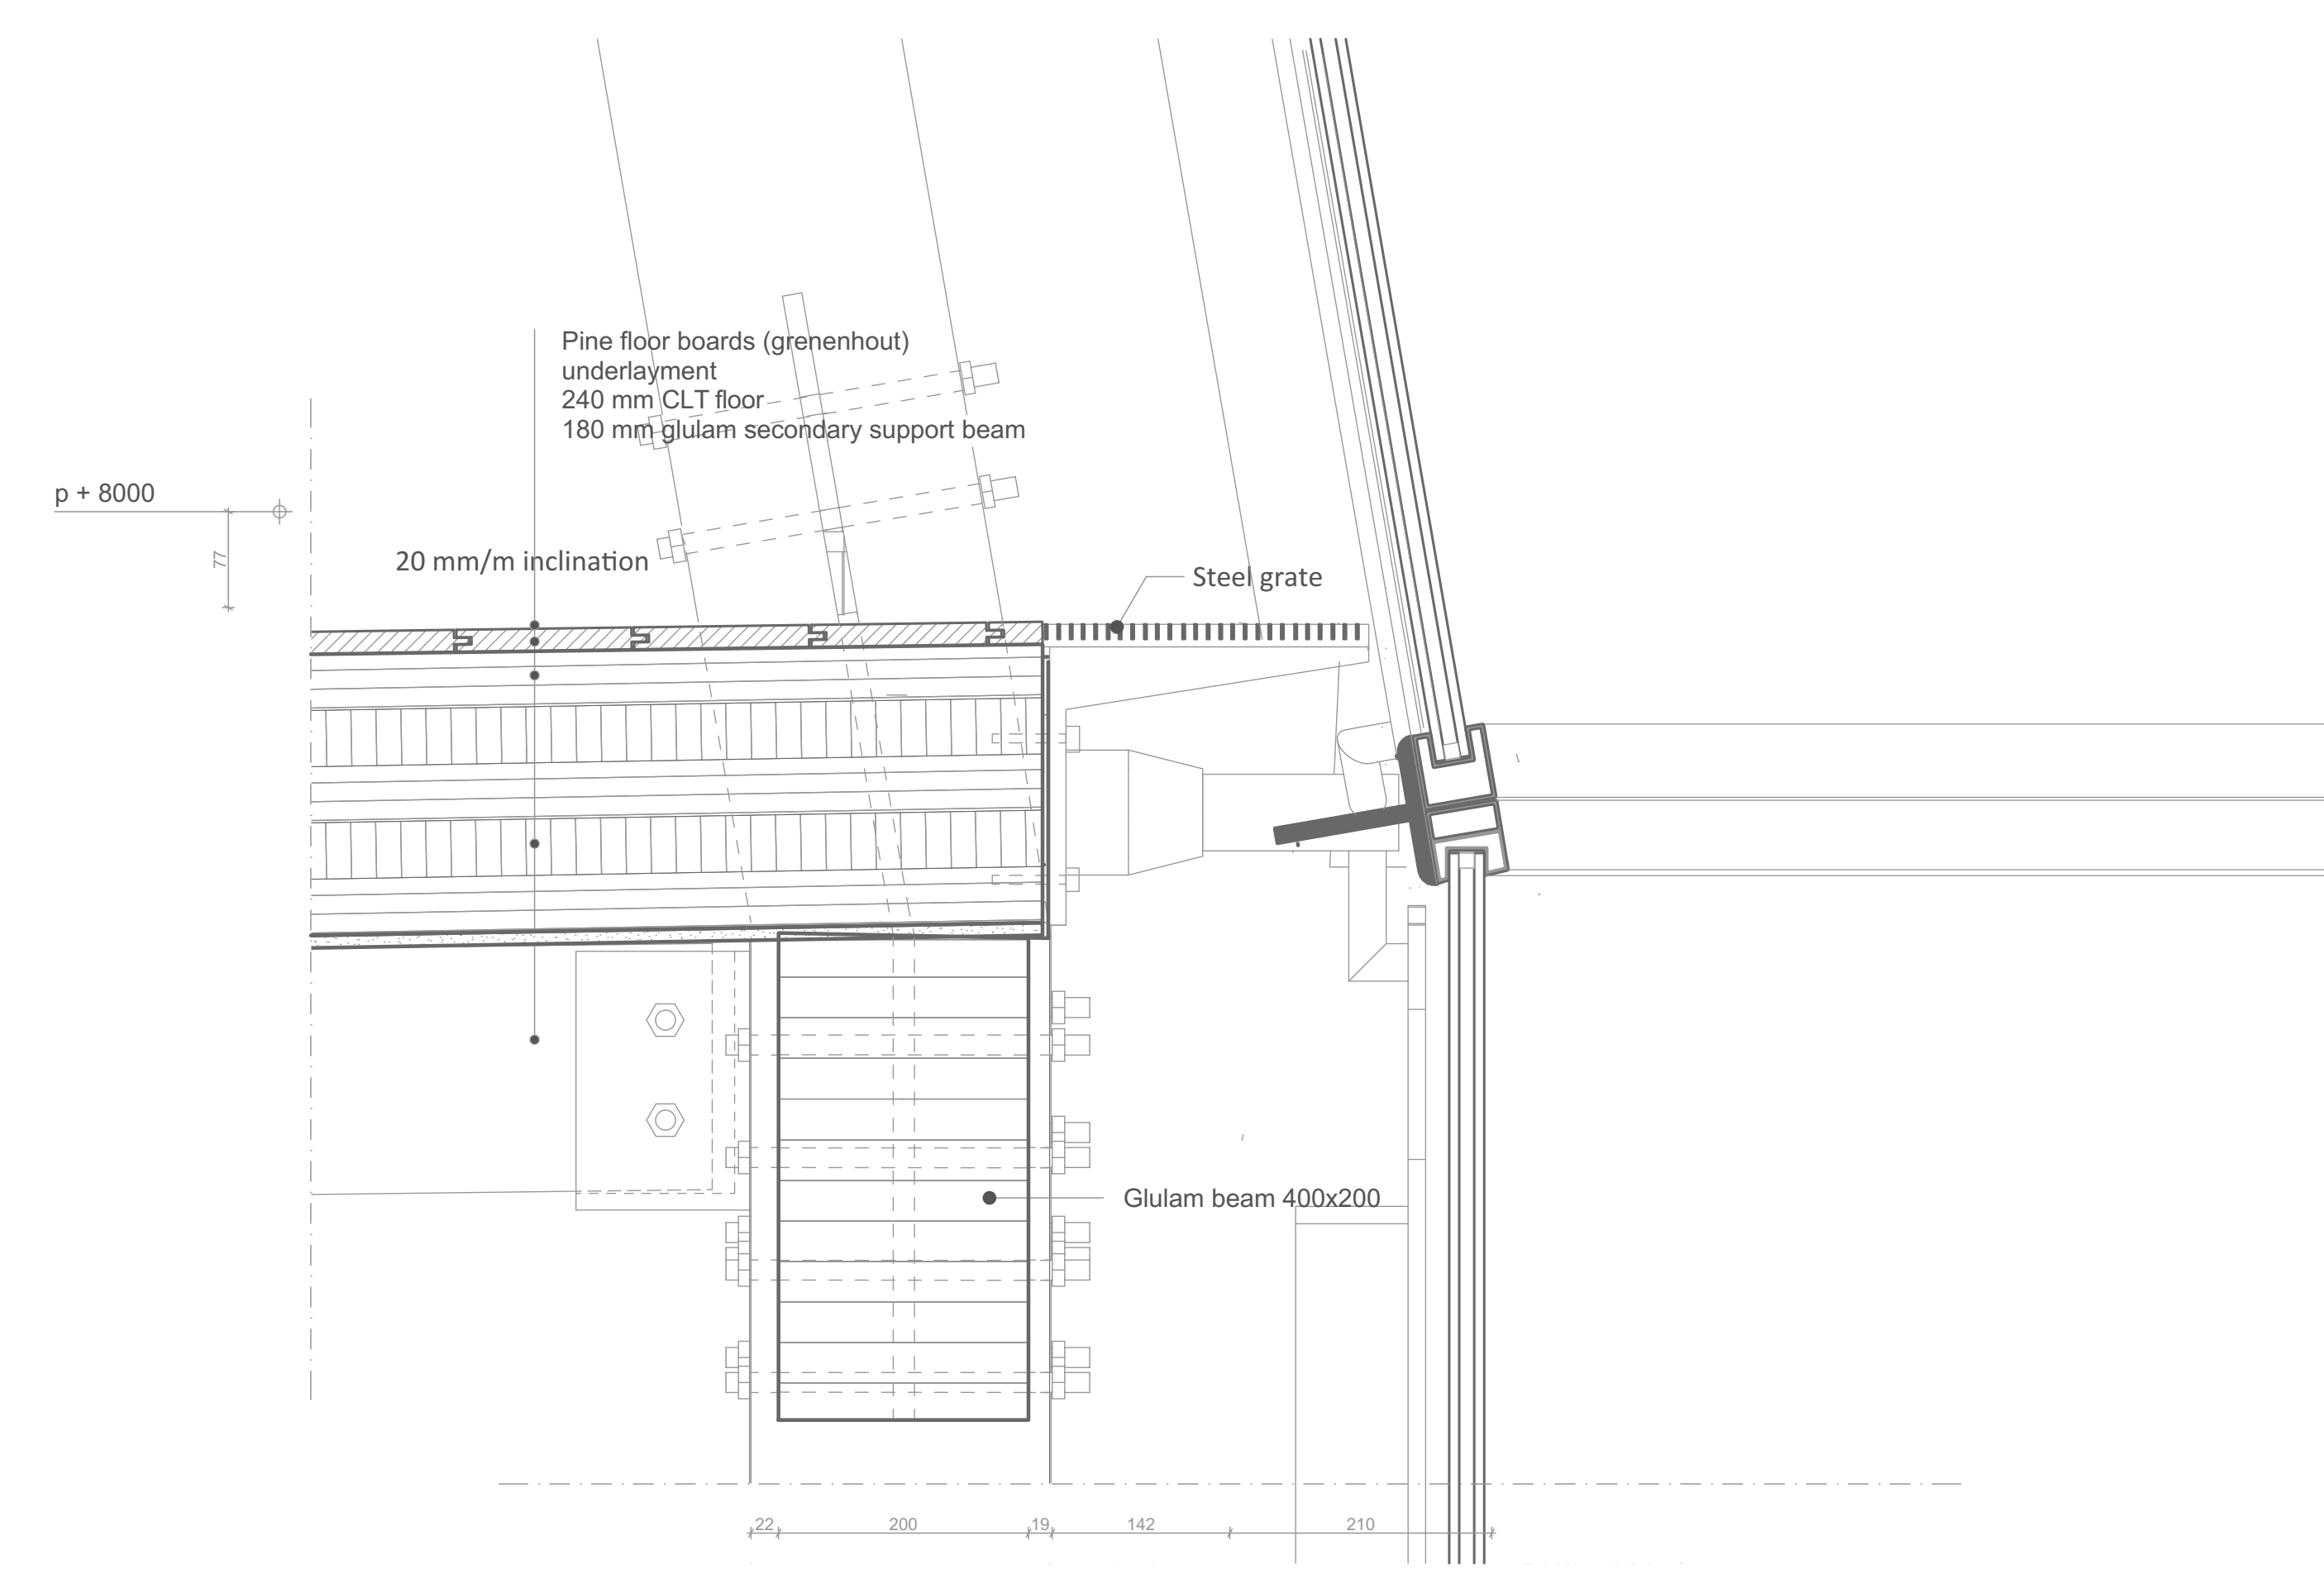 Pine floor boards (grenenhout)
underlayment
240 mm CLT floor
180 mm glulam secondary support beam
p + 8000
77
20 mm/m inclination
Steel grate
Glulam beam 400x200
22
200
19
142
210